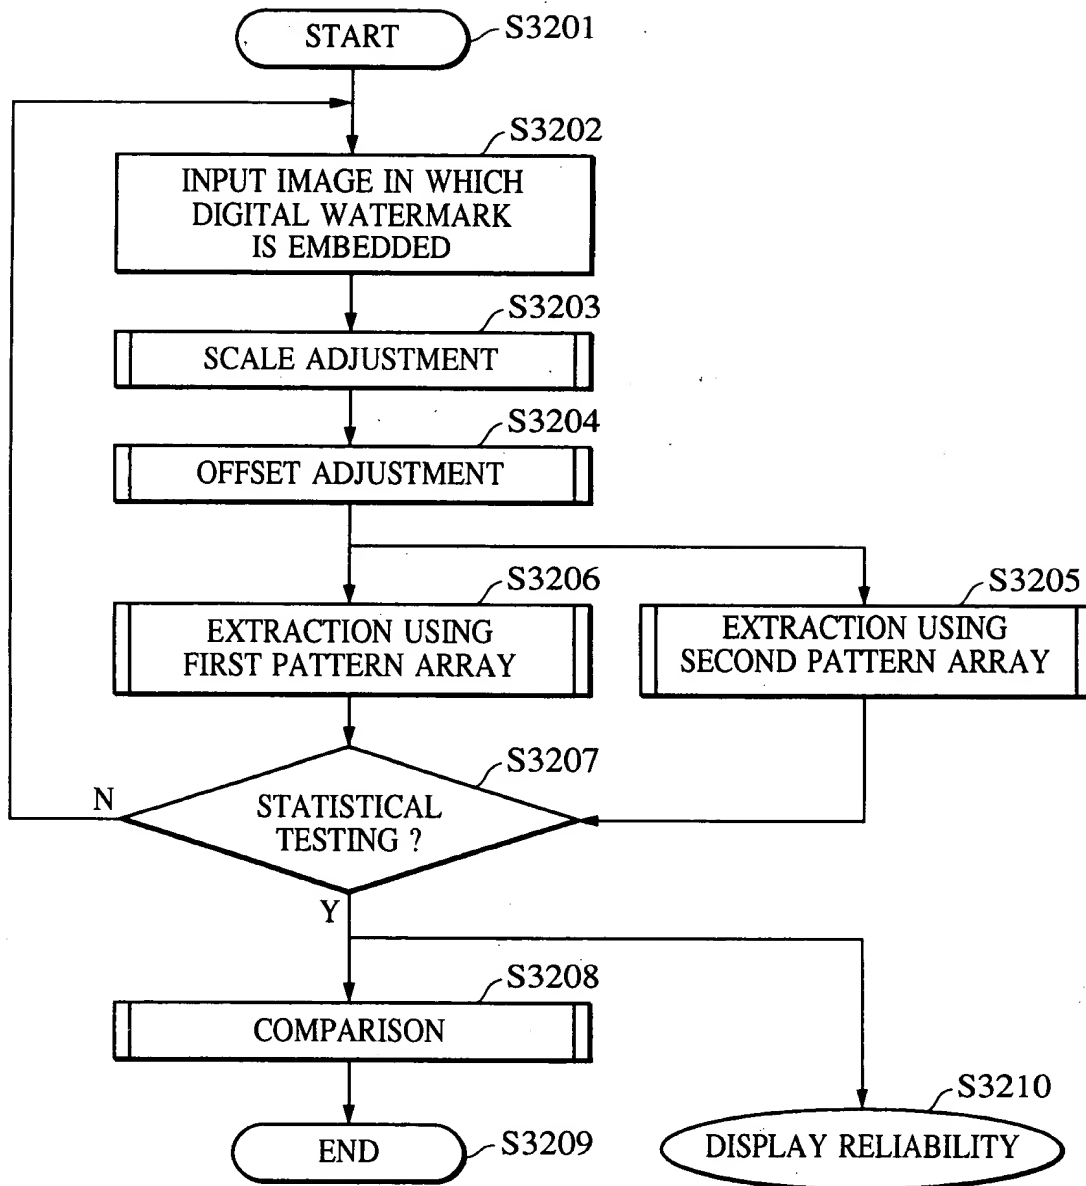 START
S3201
S3202
INPUT IMAGE IN WHICH
DIGITAL WATERMARK
IS EMBEDDED
S3203
SCALE ADJUSTMENT
S3204
OFFSET ADJUSTMENT
S3206
EXTRACTION USING
FIRST PATTERN ARRAY
S3205
EXTRACTION USING
SECOND PATTERN ARRAY
S3207
N
STATISTICAL
TESTING ?
Y
S3208
COMPARISON
S3210
END
S3209
DISPLAY RELIABILITY